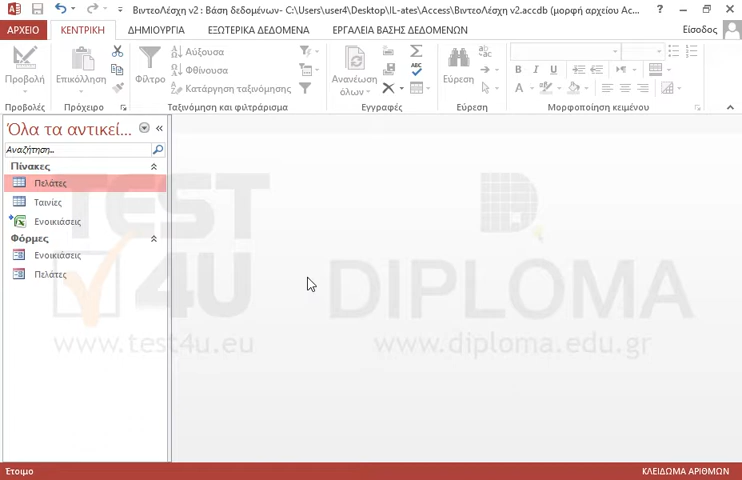 ΒιντεοΛέσχη v2 : Βάση δεδομένων- C:\Users\user4\Desktop\IL-ates\Access\ΒιντεοΛέσχη v2.accdb (μορφή αρχείου Ac...
ΑΡΧΕΙΟ ΚΕΝΤΡΙΚΗ ΔΗΜΙΟΥΡΓΙΑ ΕΞΩΤΕΡΙΚΑ ΔΕΔΟΜΕΝΑ ΕΡΓΑΛΕΙΑ ΒΑΣΗΣ ΔΕΔΟΜΕΝΩΝ Είσοδος
Προβολή Επικόλληση Φίλτρο Αύξουσα Φθίνουσα Κατάργηση ταξινόμησης Ανανέωση όλων Εύρεση
Προβολές Πρόχειρο Ταξινόμηση και φιλτράρισμα Εγγραφές Εύρεση Μορφοποίηση κειμένου
Όλα τα αντικεί...
Αναζήτηση...
Πίνακες
Πελάτες
Ταινίες
Ενοικιάσεις
Φόρμες
Ενοικιάσεις
Πελάτες
TEST
4U DIPLOMA
www.test4u.eu www.diploma.edu.gr
Έτοιμο ΚΛΕΙΔΩΜΑ ΑΡΙΘΜΩΝ